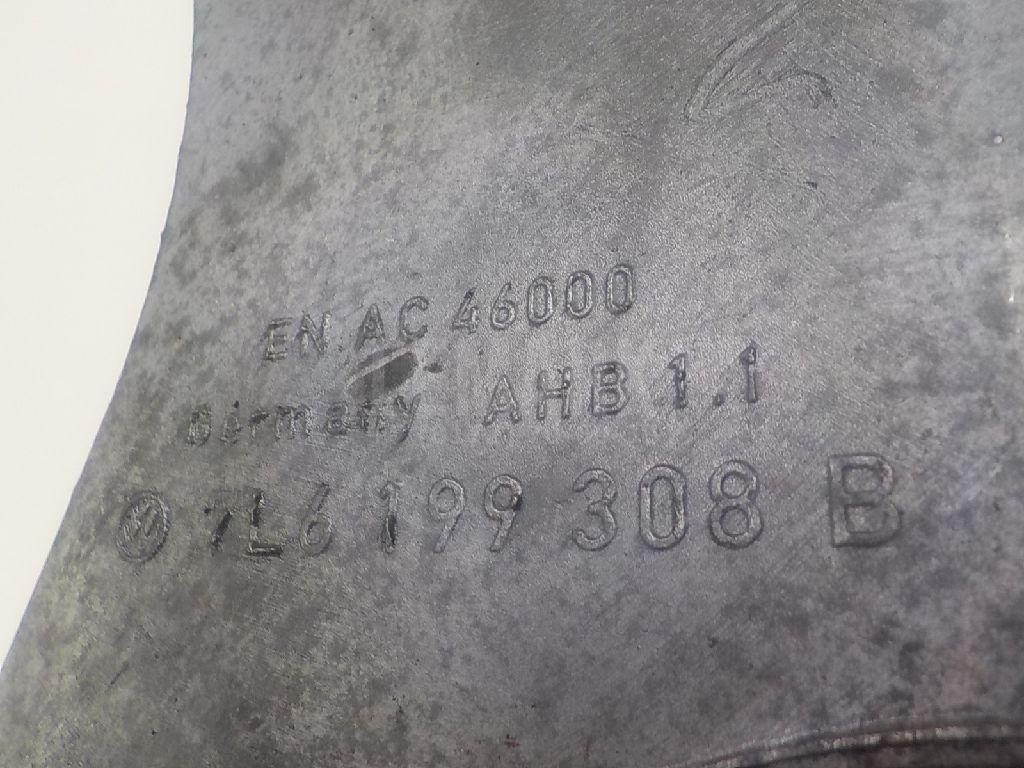 EN AC 46000
Germany AHB 1.1
7L6 199 308 B